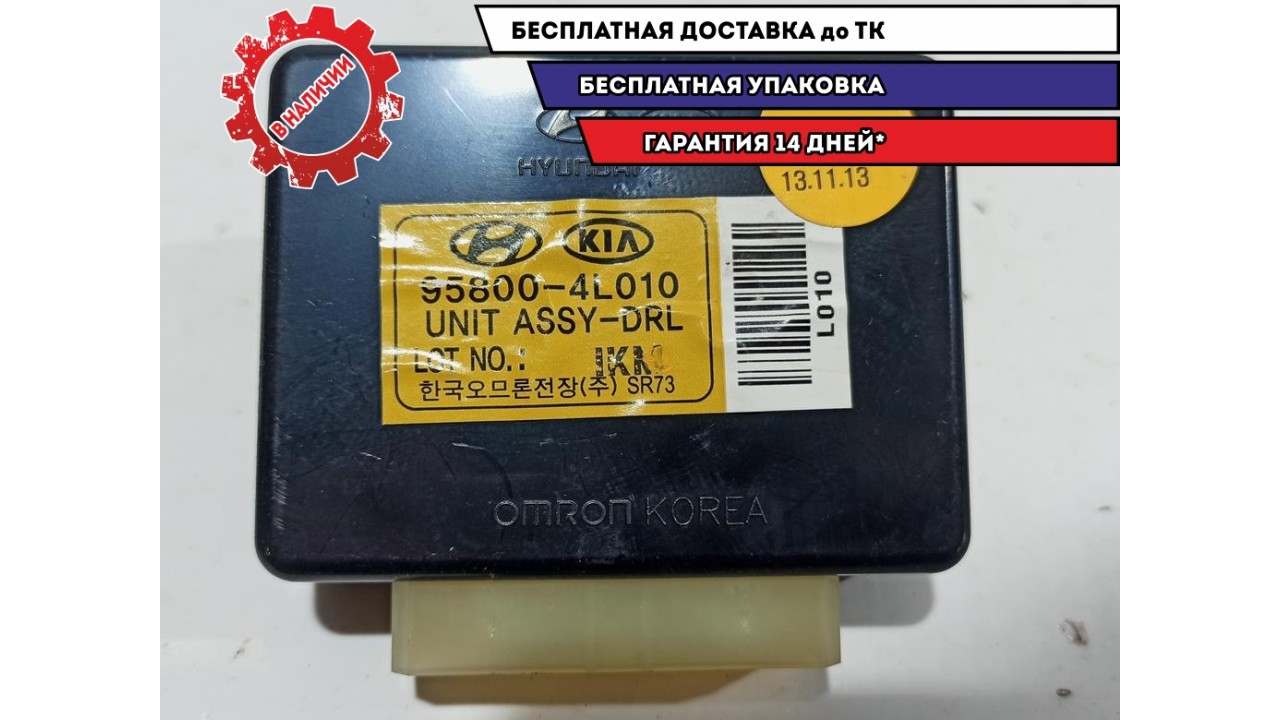 БЕСПЛАТНАЯ ДОСТАВКА до ТК
БЕСПЛАТНАЯ УПАКОВКА
ГАРАНТИЯ 14 ДНЕЙ*
В НАЛИЧИИ
HYUNDAI
13.11.13
KIA
95800-4L010
UNIT ASSY-DRL
LOT NO.:
한국오므론전장(주) SR73
L010
OMRON KOREA